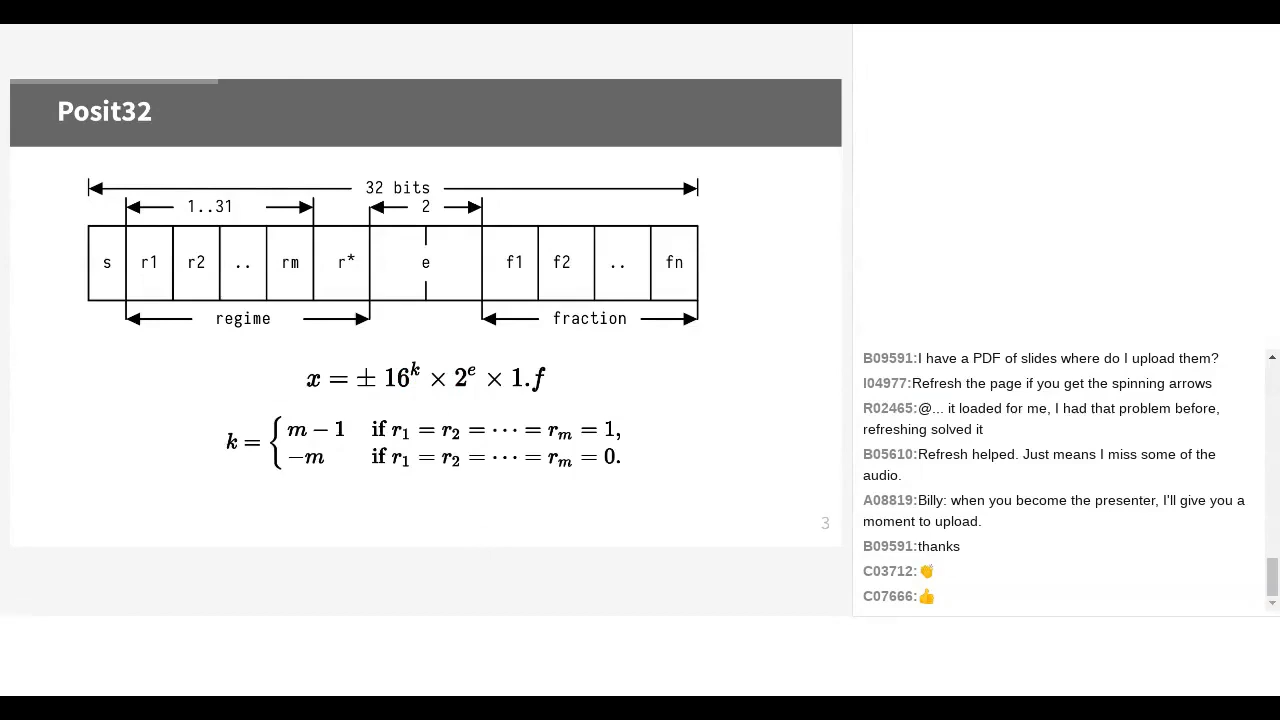 Posit32
32 bits
1..31 2
s r1 r2 .. rm r* e f1 f2 .. fn
regime fraction
x = ± 16^k × 2^e × 1.f
k = { m − 1 if r₁ = r₂ = ⋯ = rₘ = 1,
−m if r₁ = r₂ = ⋯ = rₘ = 0.
3
B09591:I have a PDF of slides where do I upload them?
I04977:Refresh the page if you get the spinning arrows
R02465:@... it loaded for me, I had that problem before,
refreshing solved it
B05610:Refresh helped. Just means I miss some of the
audio.
A08819:Billy: when you become the presenter, I'll give you a
moment to upload.
B09591:thanks
C03712:👏
C07666:👍